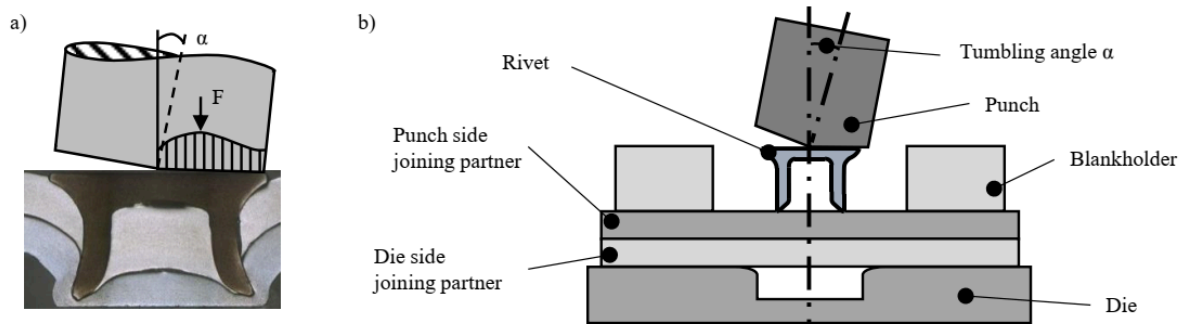 a)
α
F
b)
Rivet
Tumbling angle α
Punch
Punch side
joining partner
Blankholder
Die side
joining partner
Die